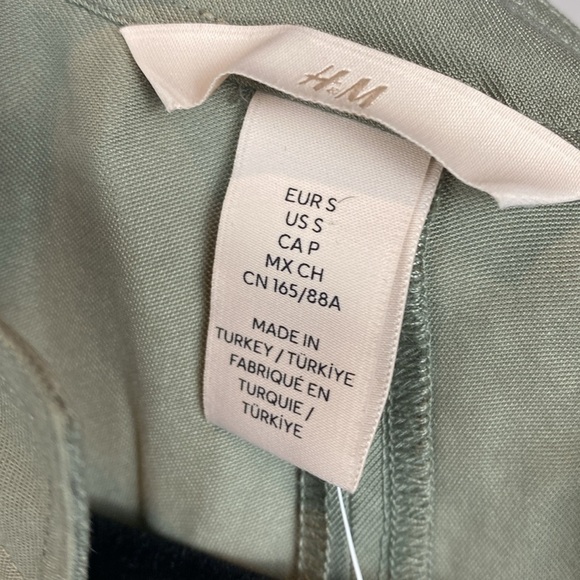 H&M
EUR S
US S
CA P
MX CH
CN 165/88A
MADE IN
TURKEY / TÜRKİYE
FABRIQUÉ EN
TURQUIE /
TÜRKİYE